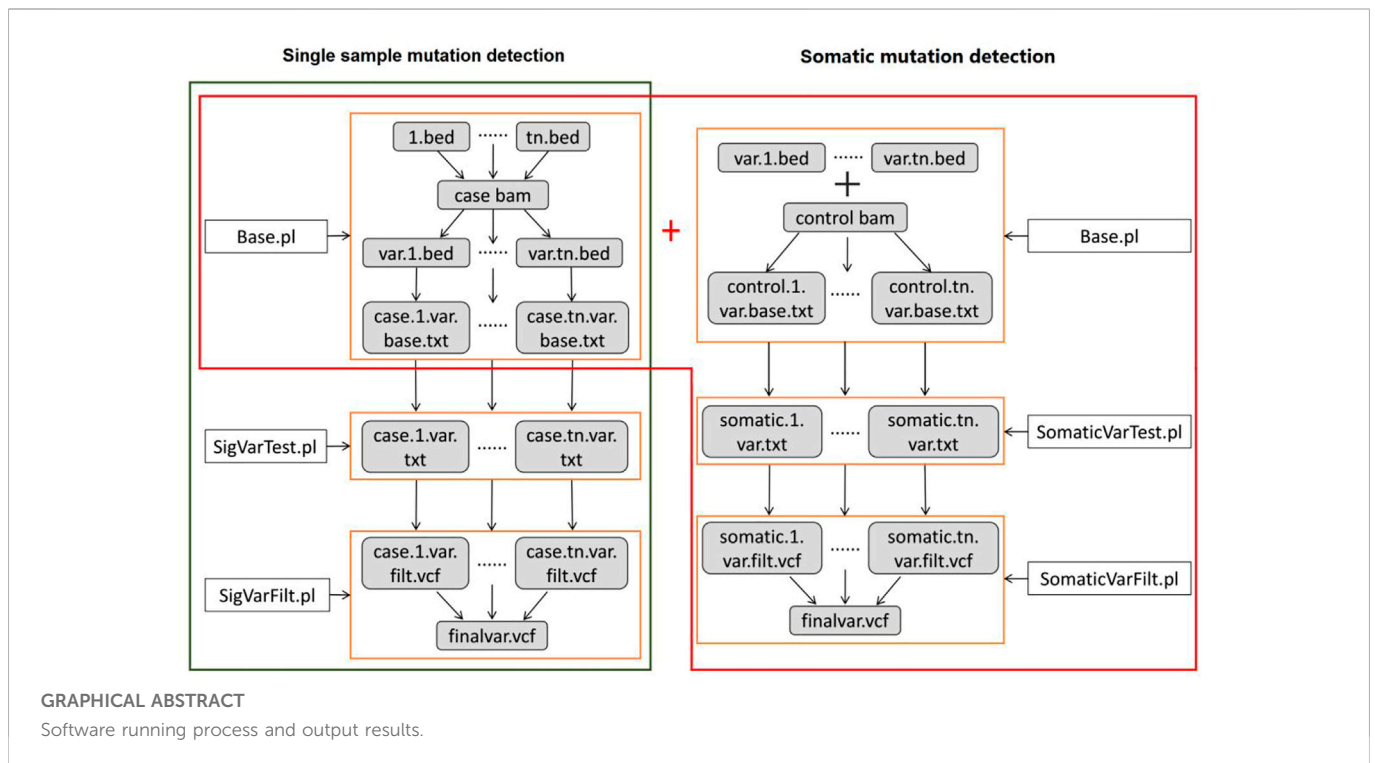 Single sample mutation detection
Somatic mutation detection
1.bed ...... tn.bed
case bam
Base.pl
var.1.bed ...... var.tn.bed
case.1.var.
base.txt
......
case.tn.var.
base.txt
+
var.1.bed ...... var.tn.bed
+
control bam
Base.pl
control.1.
var.base.txt
......
control.tn.
var.base.txt
SigVarTest.pl
case.1.var.
txt
......
case.tn.var.
txt
somatic.1.
var.txt
......
somatic.tn.
var.txt
SomaticVarTest.pl
SigVarFilt.pl
case.1.var.
filt.vcf
......
case.tn.var.
filt.vcf
finalvar.vcf
somatic.1.
var.filt.vcf
......
somatic.tn.
var.filt.vcf
finalvar.vcf
SomaticVarFilt.pl
GRAPHICAL ABSTRACT
Software running process and output results.